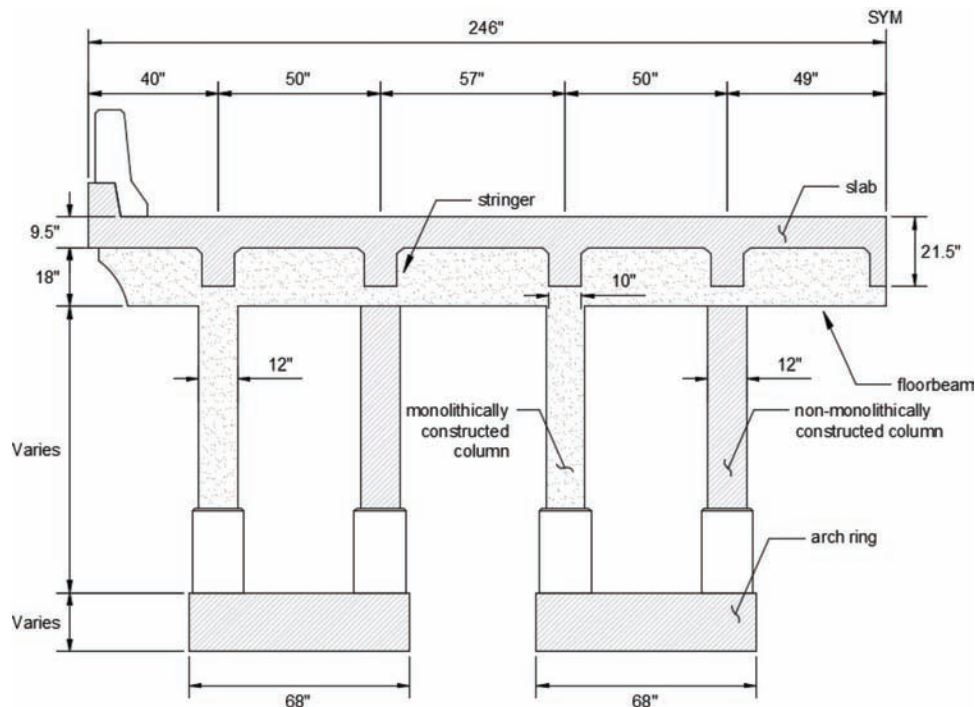 SYM
246"
40"
50"
57"
50"
49"
stringer
slab
9.5"
21.5"
18"
10"
12"
12"
floorbeam
monolithically
constructed
column
non-monolithically
constructed column
Varies
arch ring
Varies
68"
68"